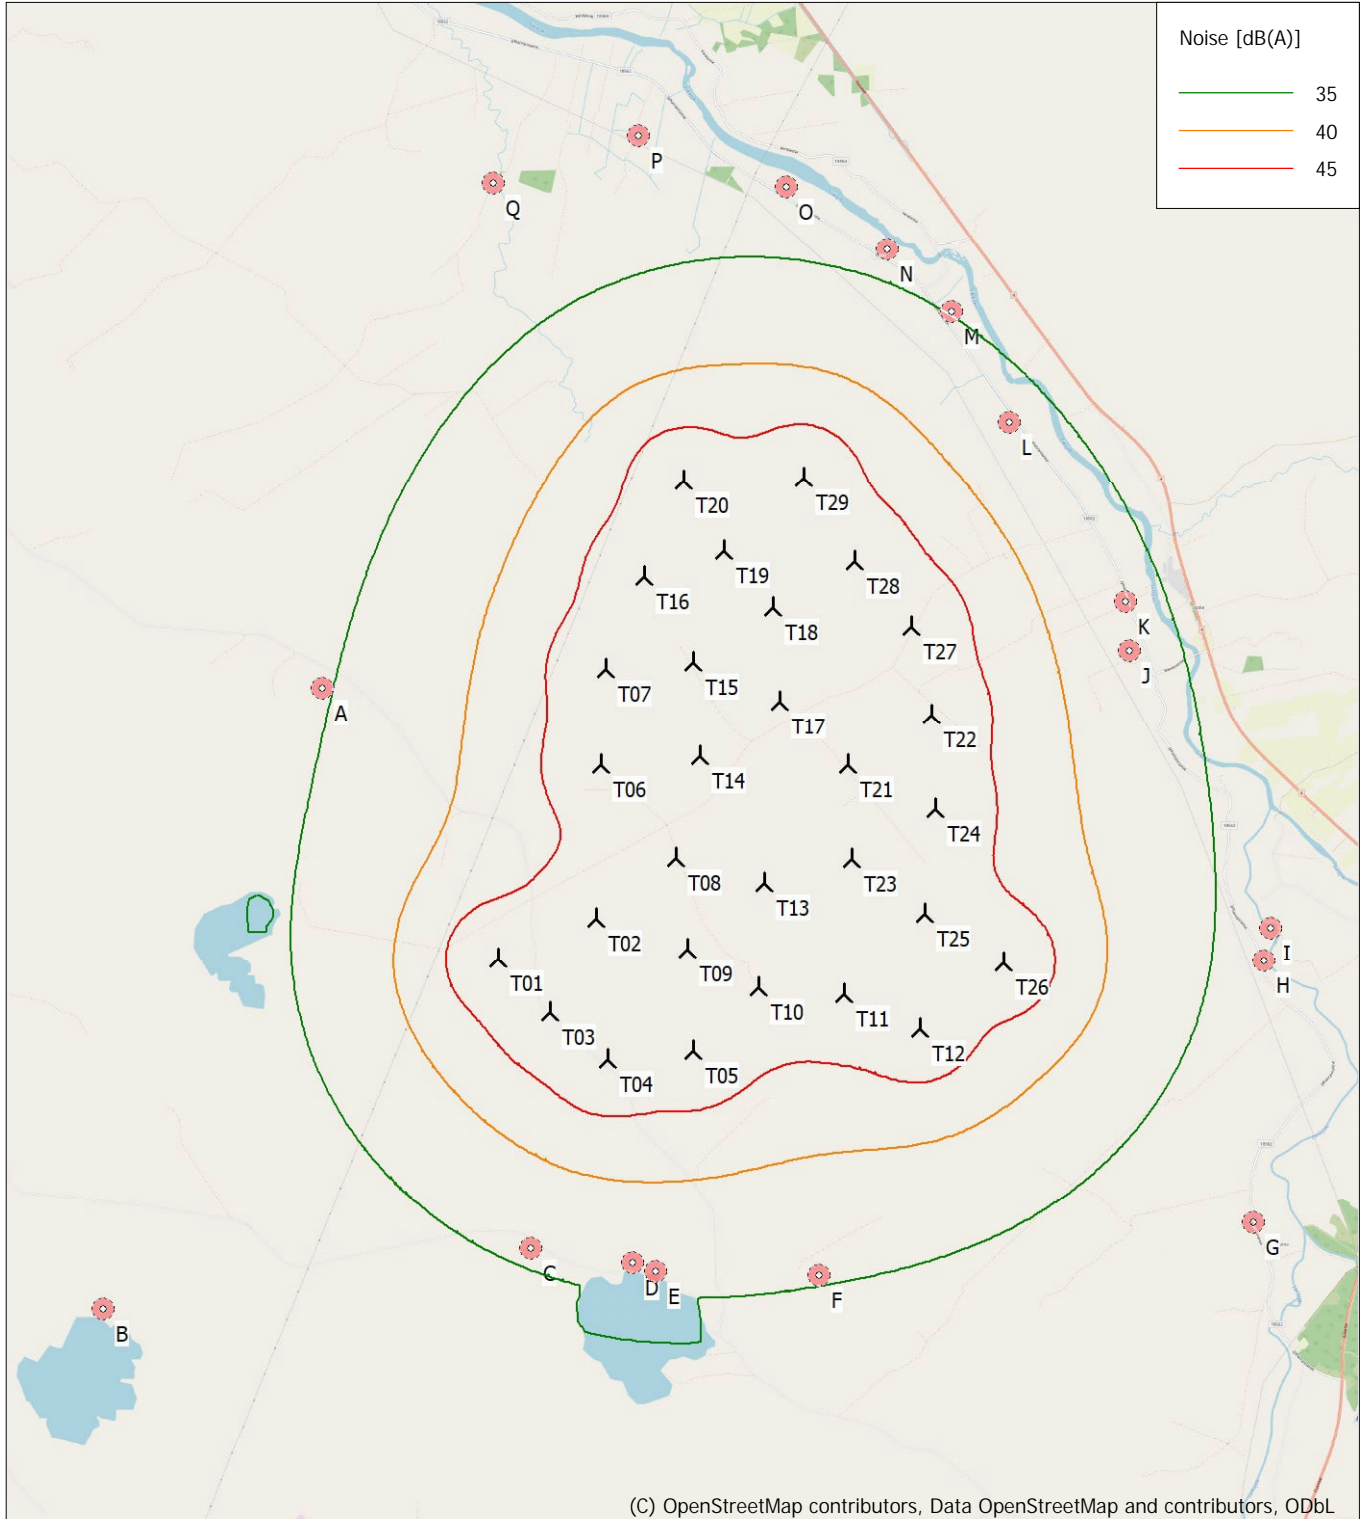 Noise [dB(A)]
35
40
45
P
Q
O
N
M
L
T20
T29
T19
T28
T16
T18
K
T27
J
T07
T15
A
T17
T22
T06
T14
T21
T24
T08
T23
T13
T02
T25
I
T01
T09
T26
H
T10
T11
T03
T12
T04
T05
G
C
D
E
F
B
(C) OpenStreetMap contributors, Data OpenStreetMap and contributors, ODbL